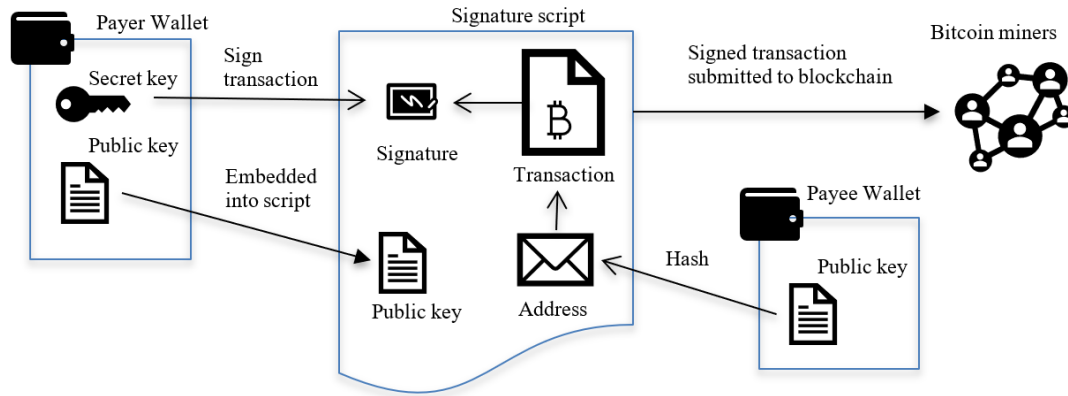 Payer Wallet
Secret key
Public key
Sign
transaction
Embedded
into script
Signature script
Signature
Transaction
Public key
Address
Signed transaction
submitted to blockchain
Bitcoin miners
Hash
Payee Wallet
Public key